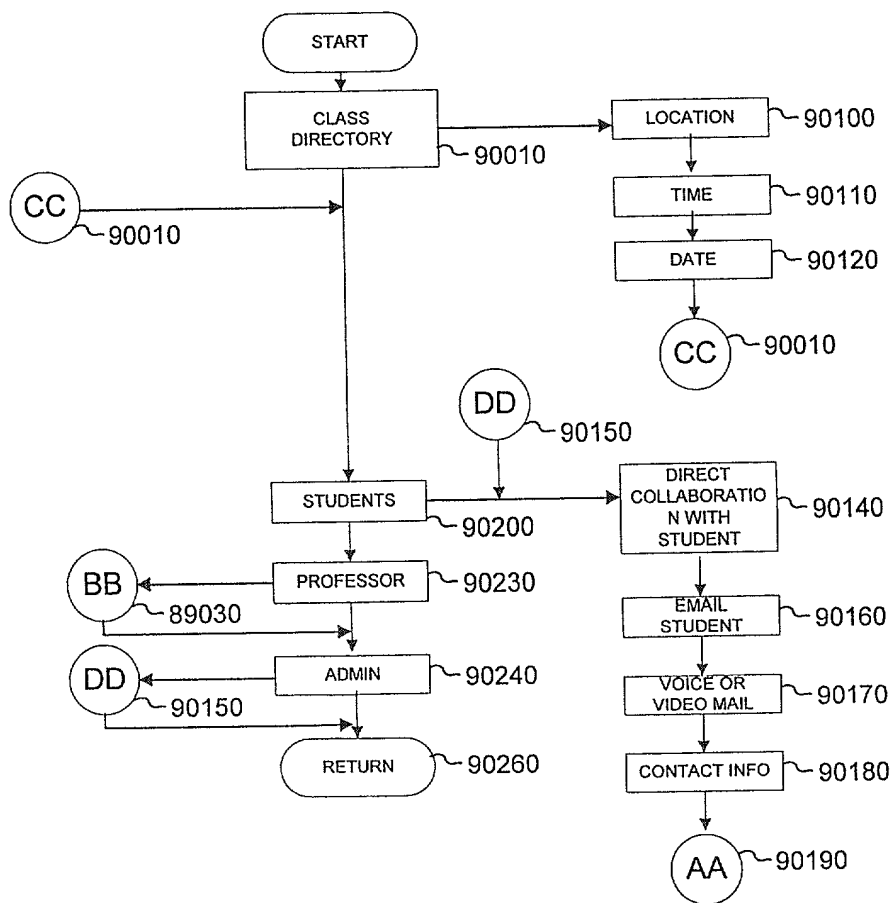 START
CLASS
DIRECTORY
90010
LOCATION
90100
TIME
90110
DATE
90120
CC
90010
CC
90010
DD
90150
STUDENTS
90200
DIRECT
COLLABORATIO
N WITH
STUDENT
90140
PROFESSOR
90230
BB
89030
EMAIL
STUDENT
90160
ADMIN
90240
DD
90150
VOICE OR
VIDEO MAIL
90170
RETURN
90260
CONTACT INFO
90180
AA
90190